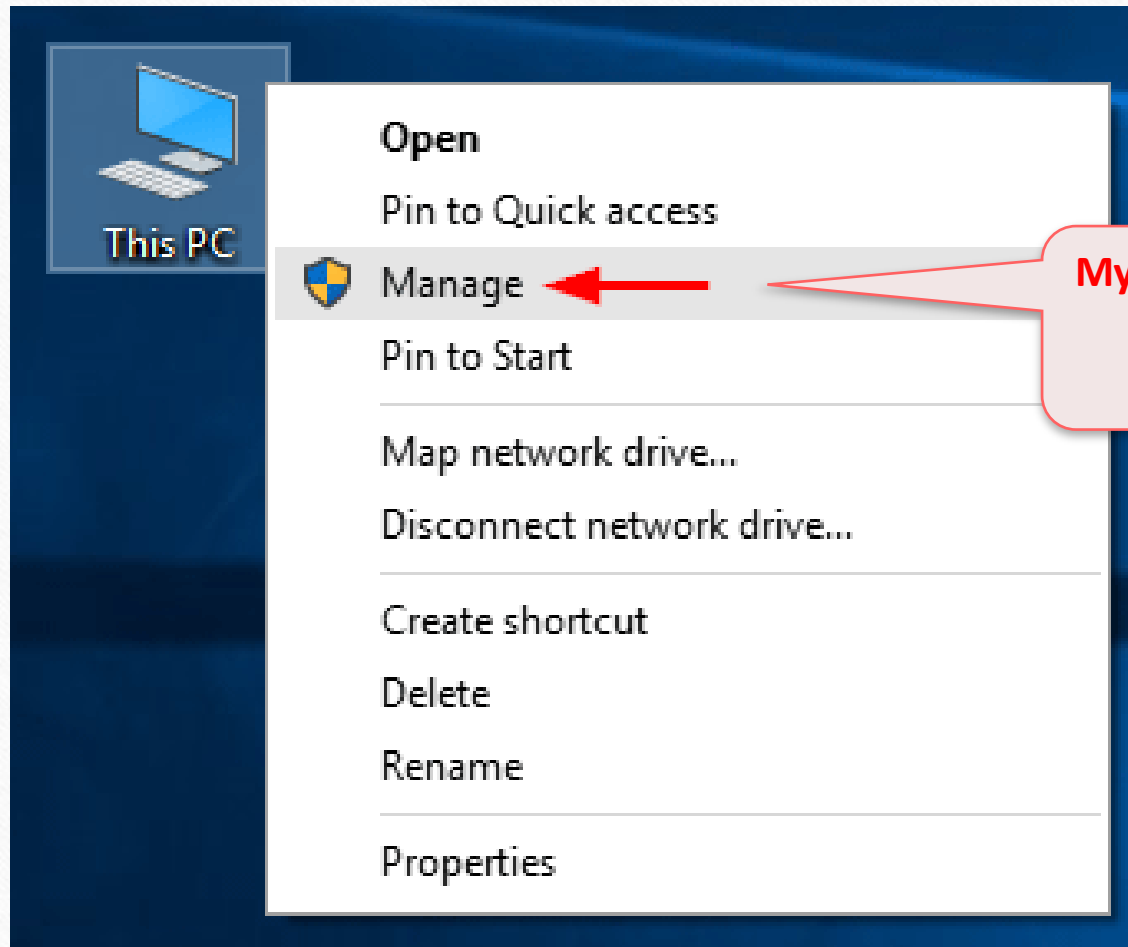 This PC
Open
Pin to Quick access
Manage
My
Pin to Start
Map network drive...
Disconnect network drive...
Create shortcut
Delete
Rename
Properties